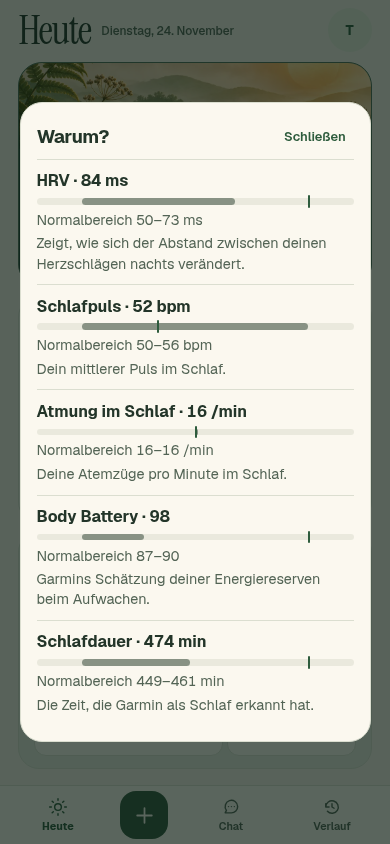 Heute
Dienstag, 24. November
T
Warum?
Schließen
HRV · 84 ms
Normalbereich 50–73 ms
Zeigt, wie sich der Abstand zwischen deinen
Herzschlägen nachts verändert.
Schlafpuls · 52 bpm
Normalbereich 50–56 bpm
Dein mittlerer Puls im Schlaf.
Atmung im Schlaf · 16 /min
Normalbereich 16–16 /min
Deine Atemzüge pro Minute im Schlaf.
Body Battery · 98
Normalbereich 87–90
Garmins Schätzung deiner Energiereserven
beim Aufwachen.
Schlafdauer · 474 min
Normalbereich 449–461 min
Die Zeit, die Garmin als Schlaf erkannt hat.
Heute
Chat
Verlauf